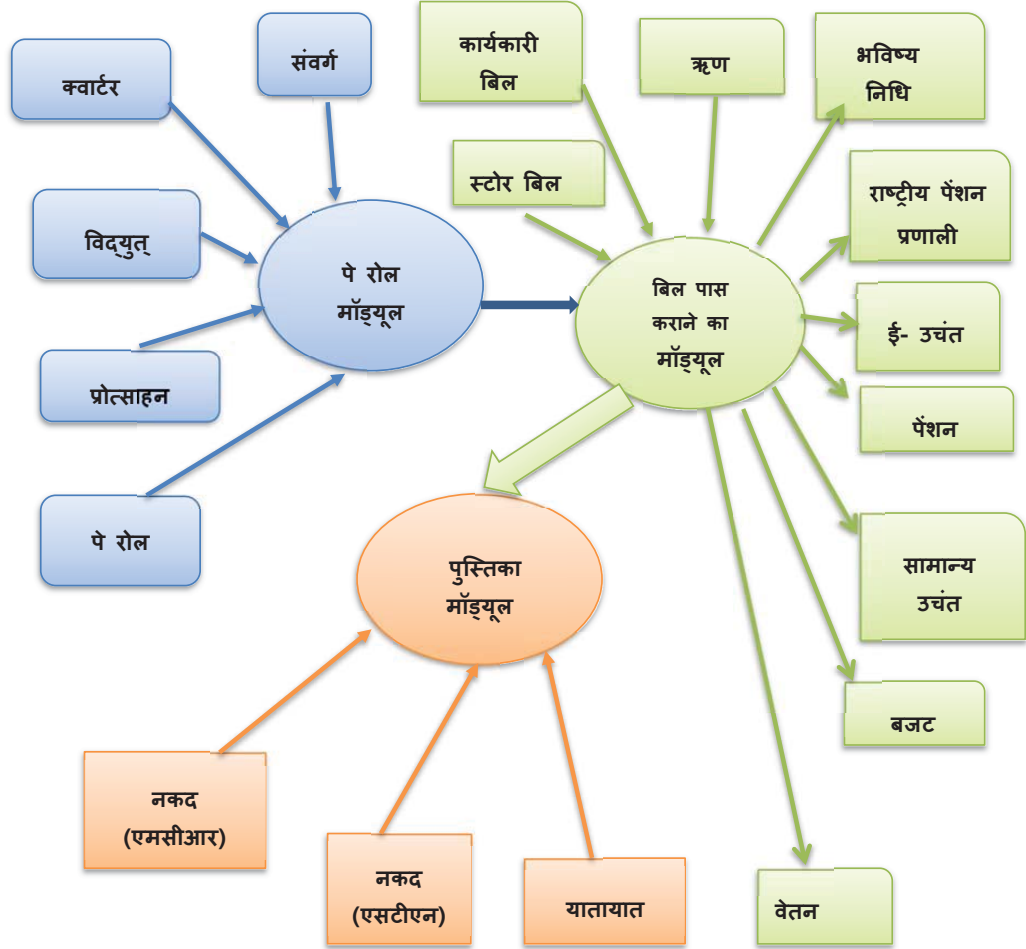 क्वार्टर
संवर्ग
कार्यकारी
बिल
ऋण
भविष्य
निधि
स्टोर बिल
राष्ट्रीय पेंशन
प्रणाली
विद्‌युत्
पे रोल
मॉड्‌यूल
बिल पास
कराने का
मॉड्‌यूल
ई- उचंत
प्रोत्साहन
पेंशन
पे रोल
पुस्तिका
मॉड्‌यूल
सामान्य
उचंत
बजट
नकद
(एमसीआर)
नकद
(एसटीएन)
यातायात
वेतन